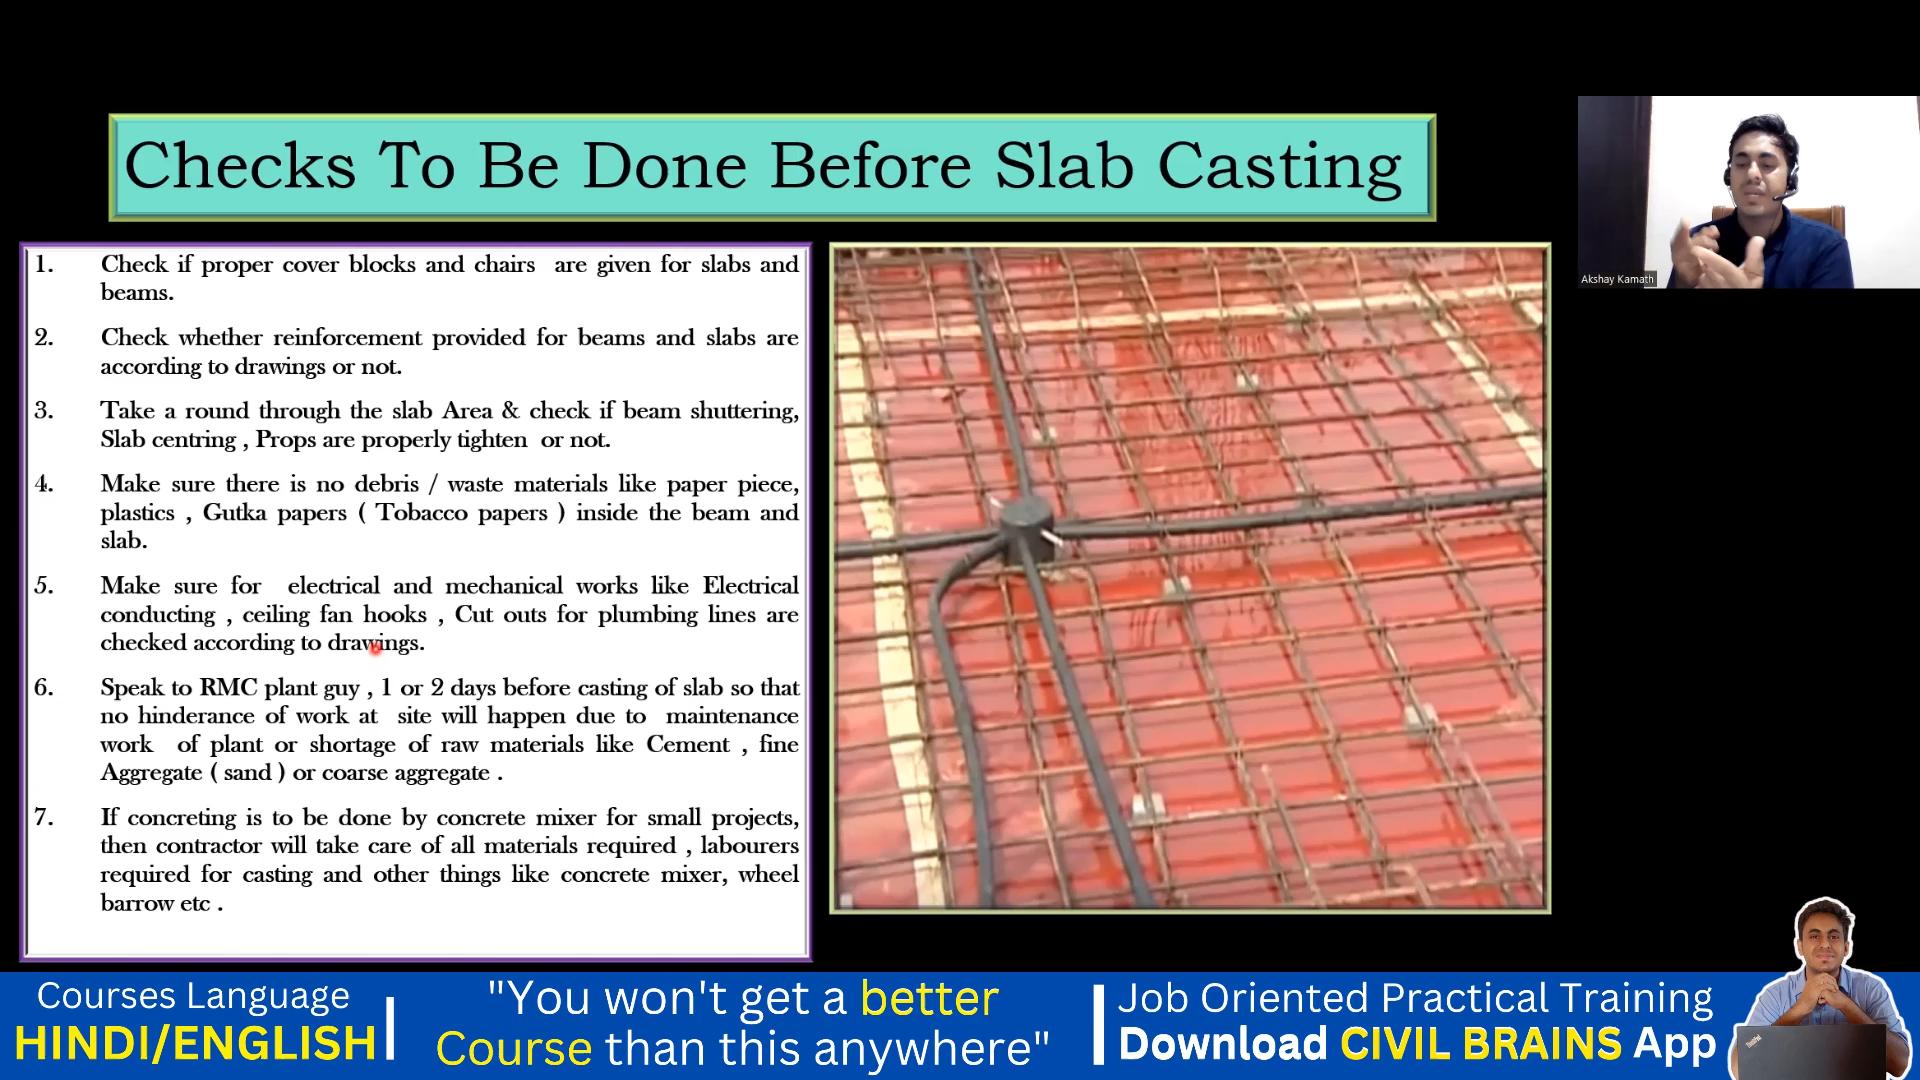 Checks To Be Done Before Slab Casting
Akshay Kamath
1. Check if proper cover blocks and chairs are given for slabs and
beams.
2. Check whether reinforcement provided for beams and slabs are
according to drawings or not.
3. Take a round through the slab Area & check if beam shuttering,
Slab centring , Props are properly tighten or not.
4. Make sure there is no debris / waste materials like paper piece,
plastics , Gutka papers ( Tobacco papers ) inside the beam and
slab.
5. Make sure for electrical and mechanical works like Electrical
conducting , ceiling fan hooks , Cut outs for plumbing lines are
checked according to drawings.
6. Speak to RMC plant guy , 1 or 2 days before casting of slab so that
no hinderance of work at site will happen due to maintenance
work of plant or shortage of raw materials like Cement , fine
Aggregate ( sand ) or coarse aggregate .
7. If concreting is to be done by concrete mixer for small projects,
then contractor will take care of all materials required , labourers
required for casting and other things like concrete mixer, wheel
barrow etc .
Courses Language
HINDI/ENGLISH
"You won't get a better
Course than this anywhere"
Job Oriented Practical Training
Download CIVIL BRAINS App
ThinkPad